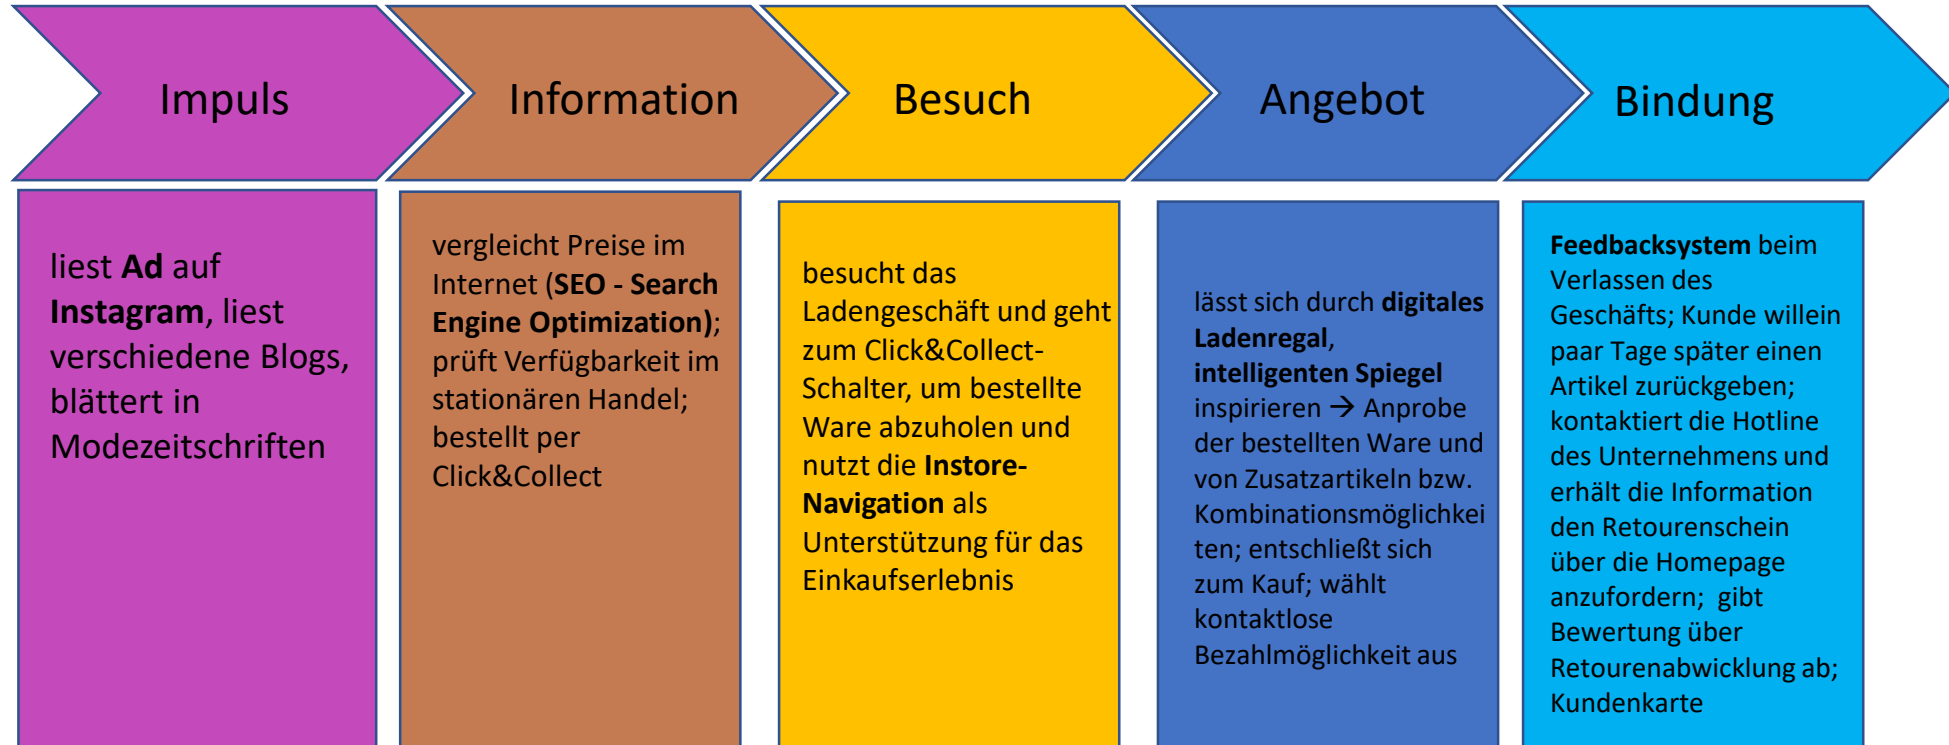 Impuls
Information
Besuch
Angebot
Bindung
liest Ad auf
Instagram, liest
verschiedene Blogs,
blättert in
Modezeitschriften
vergleicht Preise im
Internet (SEO - Search
Engine Optimization);
prüft Verfügbarkeit im
stationären Handel;
bestellt per
Click&Collect
besucht das
Ladengeschäft und geht
zum Click&Collect-
Schalter, um bestellte
Ware abzuholen und
nutzt die Instore-
Navigation als
Unterstützung für das
Einkaufserlebnis
lässt sich durch digitales
Ladenregal,
intelligenten Spiegel
inspirieren → Anprobe
der bestellten Ware und
von Zusatzartikeln bzw.
Kombinationsmöglichkei
ten; entschließt sich
zum Kauf; wählt
kontaktlose
Bezahlmöglichkeit aus
Feedbacksystem beim
Verlassen des
Geschäfts; Kunde willein
paar Tage später einen
Artikel zurückgeben;
kontaktiert die Hotline
des Unternehmens und
erhält die Information
den Retourenschein
über die Homepage
anzufordern;  gibt
Bewertung über
Retourenabwicklung ab;
Kundenkarte